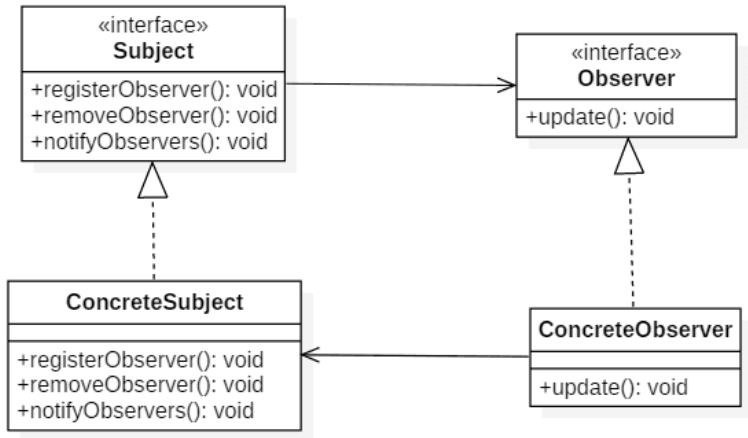 «interface»
Subject
+registerObserver(): void
+removeObserver(): void
+notifyObservers(): void
«interface»
Observer
+update(): void
ConcreteSubject
+registerObserver(): void
+removeObserver(): void
+notifyObservers(): void
ConcreteObserver
+update(): void